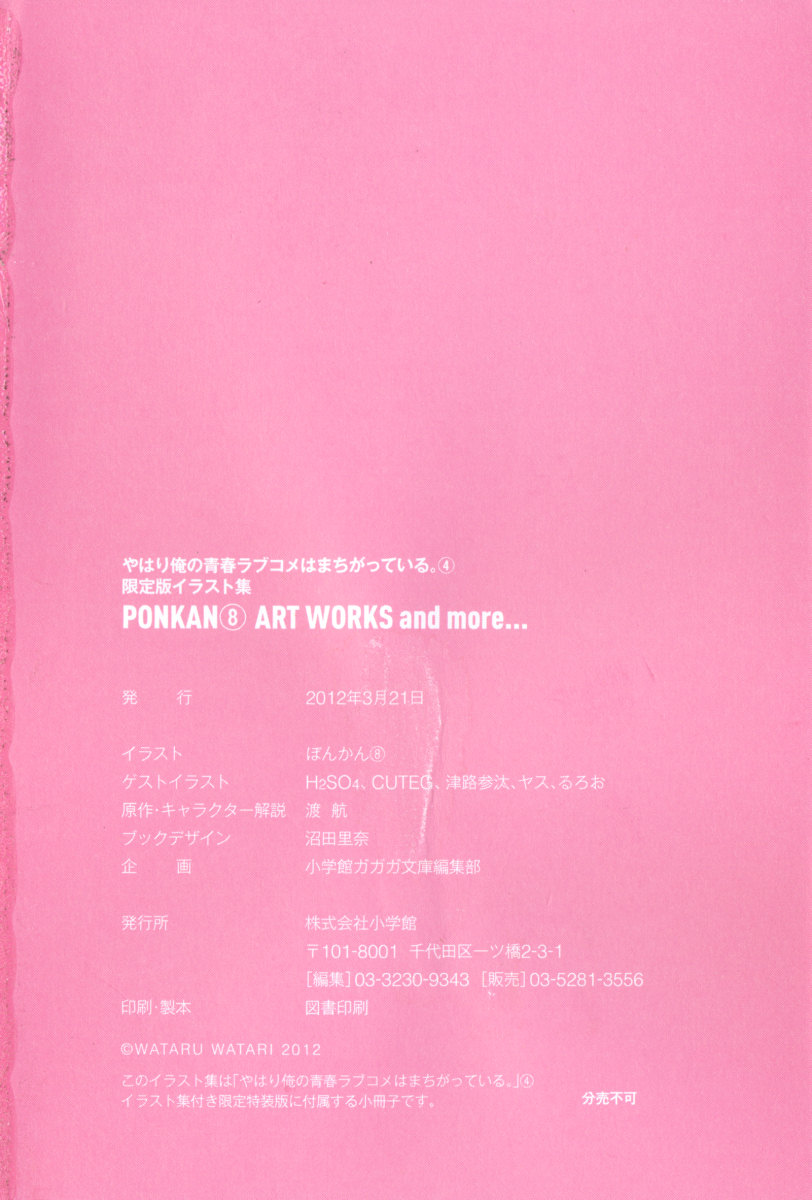 やはり俺の青春ラブコメはまちがっている。④
限定版イラスト集
PONKAN⑧ ART WORKS and more...
発　行　2012年3月21日
イラスト　ぽんかん⑧
ゲストイラスト　H2SO4、CUTEG、津路参汰、ヤス、るろお
原作・キャラクター解説　渡 航
ブックデザイン　沼田里奈
企　画　小学館ガガガ文庫編集部
発行所　株式会社小学館
〒101-8001 千代田区一ツ橋2-3-1
[編集]03-3230-9343 [販売]03-5281-3556
印刷・製本　図書印刷
©WATARU WATARI 2012
このイラスト集は「やはり俺の青春ラブコメはまちがっている。」④
イラスト集付き限定特装版に付属する小冊子です。　分売不可